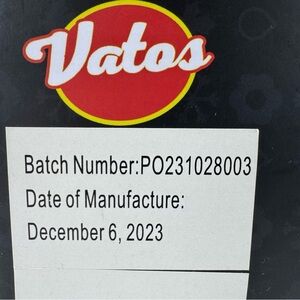 Vatos
Batch Number:PO231028003
Date of Manufacture:
December 6, 2023